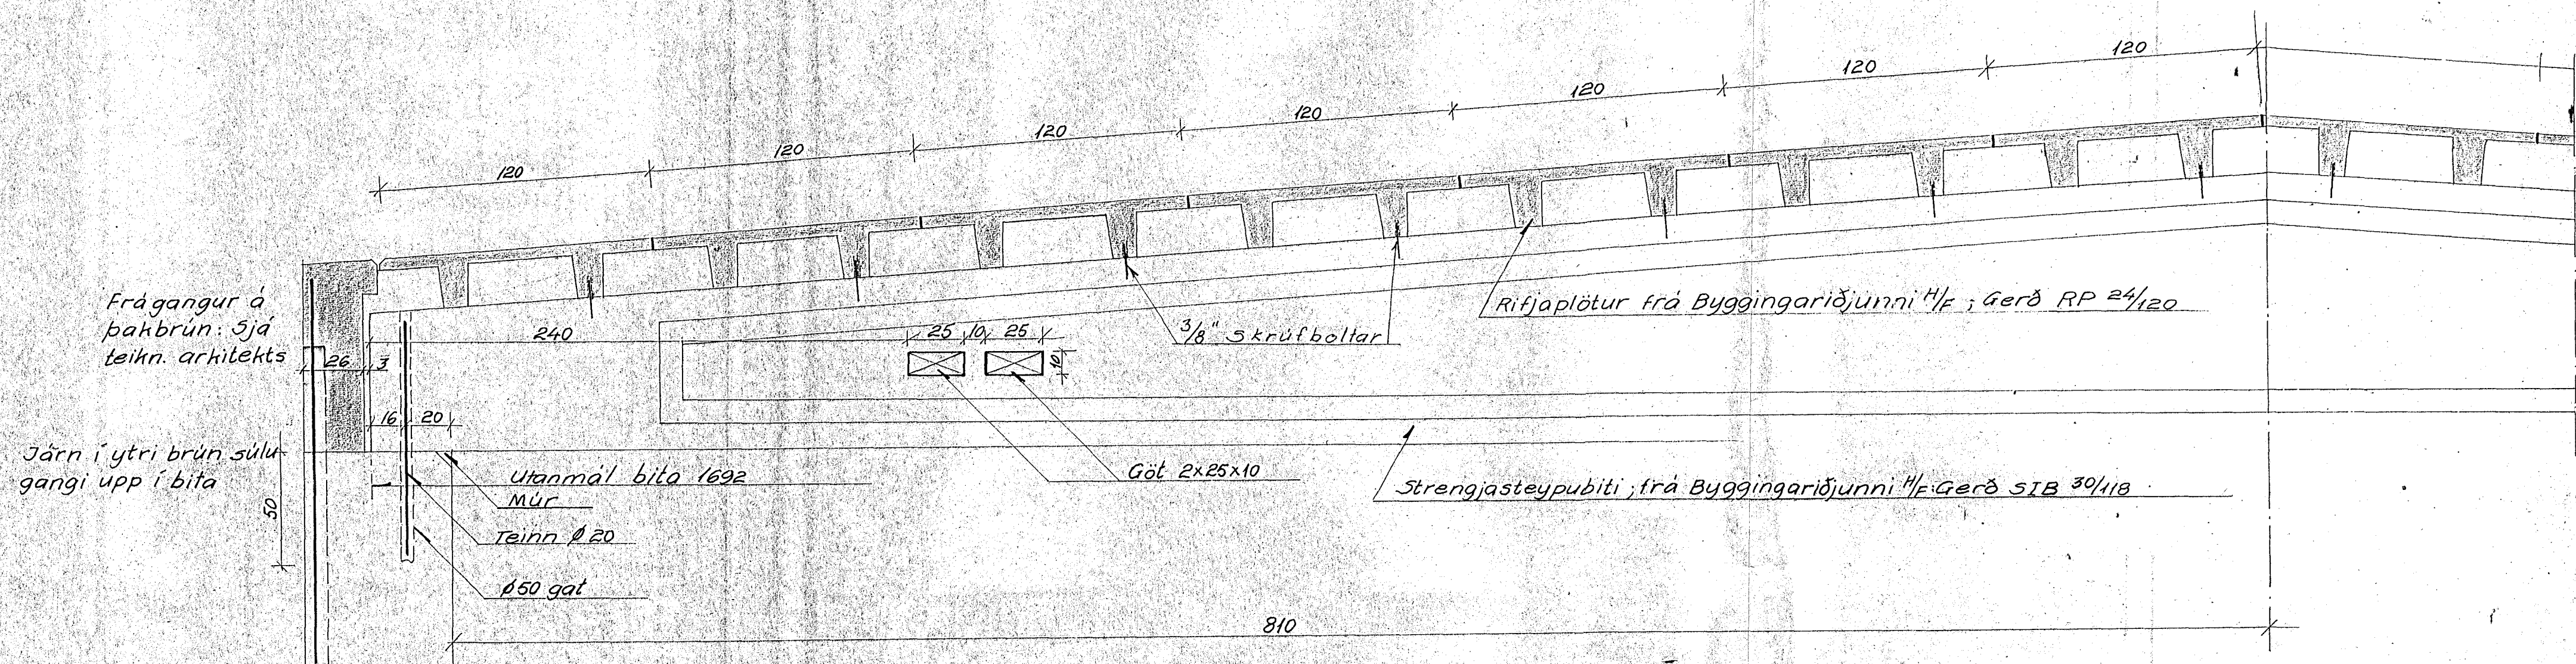 120
120
120
120
120
120
120
Frágangur á
þakbrún: Sjá
teikn. arkitekts
26
3
240
25 10 25
10
3/8" Skrúfboltar
Rifjaplötur frá Byggingariðjunni H/F ; Gerð RP 24/120
16
20
Járn í ytri brún súlu
gangi upp í bita
50
Utanmál bita 1692
Múr
Teinn Ø 20
Ø50 gat
Göt 2x25x10
Strengjasteypubiti ; frá Byggingariðjunni H/F: Gerð SIB 30/118
810